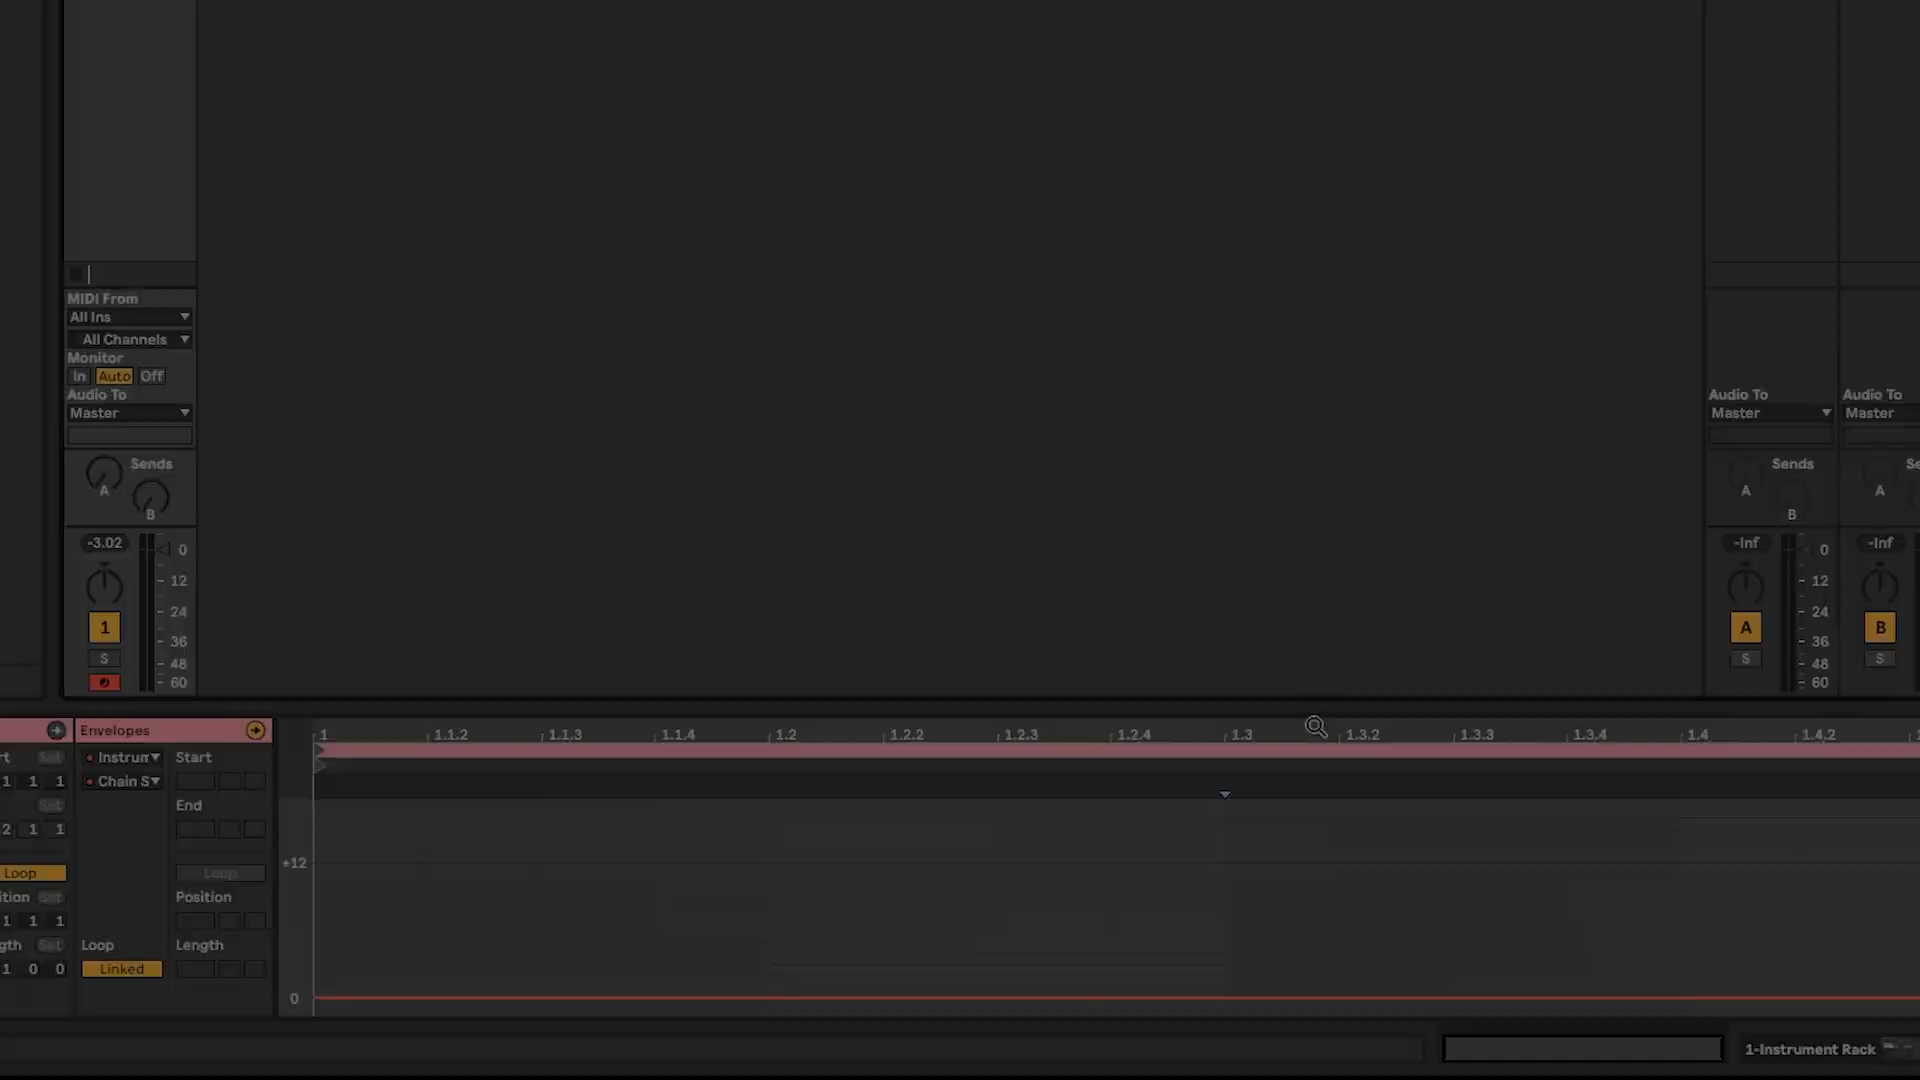 MIDI From
All Ins
All Channels
Monitor
In Auto Off
Audio To
Master
Sends
A
B
-3.02
0
12
24
36
48
60
1
S
Audio To
Master
Sends
A
B
-Inf
0
12
24
36
48
60
A
S
Audio To
Master
A
-Inf
B
S
Envelopes
Set
1 1 1
Set
2 1 1
Loop
Set
1 1 1
Set
1 0 0
Chain S
Loop
Linked
Start
End
Loop
Position
Length
1 1.1.2 1.1.3 1.1.4 1.2 1.2.2 1.2.3 1.2.4 1.3 1.3.2 1.3.3 1.3.4 1.4 1.4.2
+12
0
1-Instrument Rack